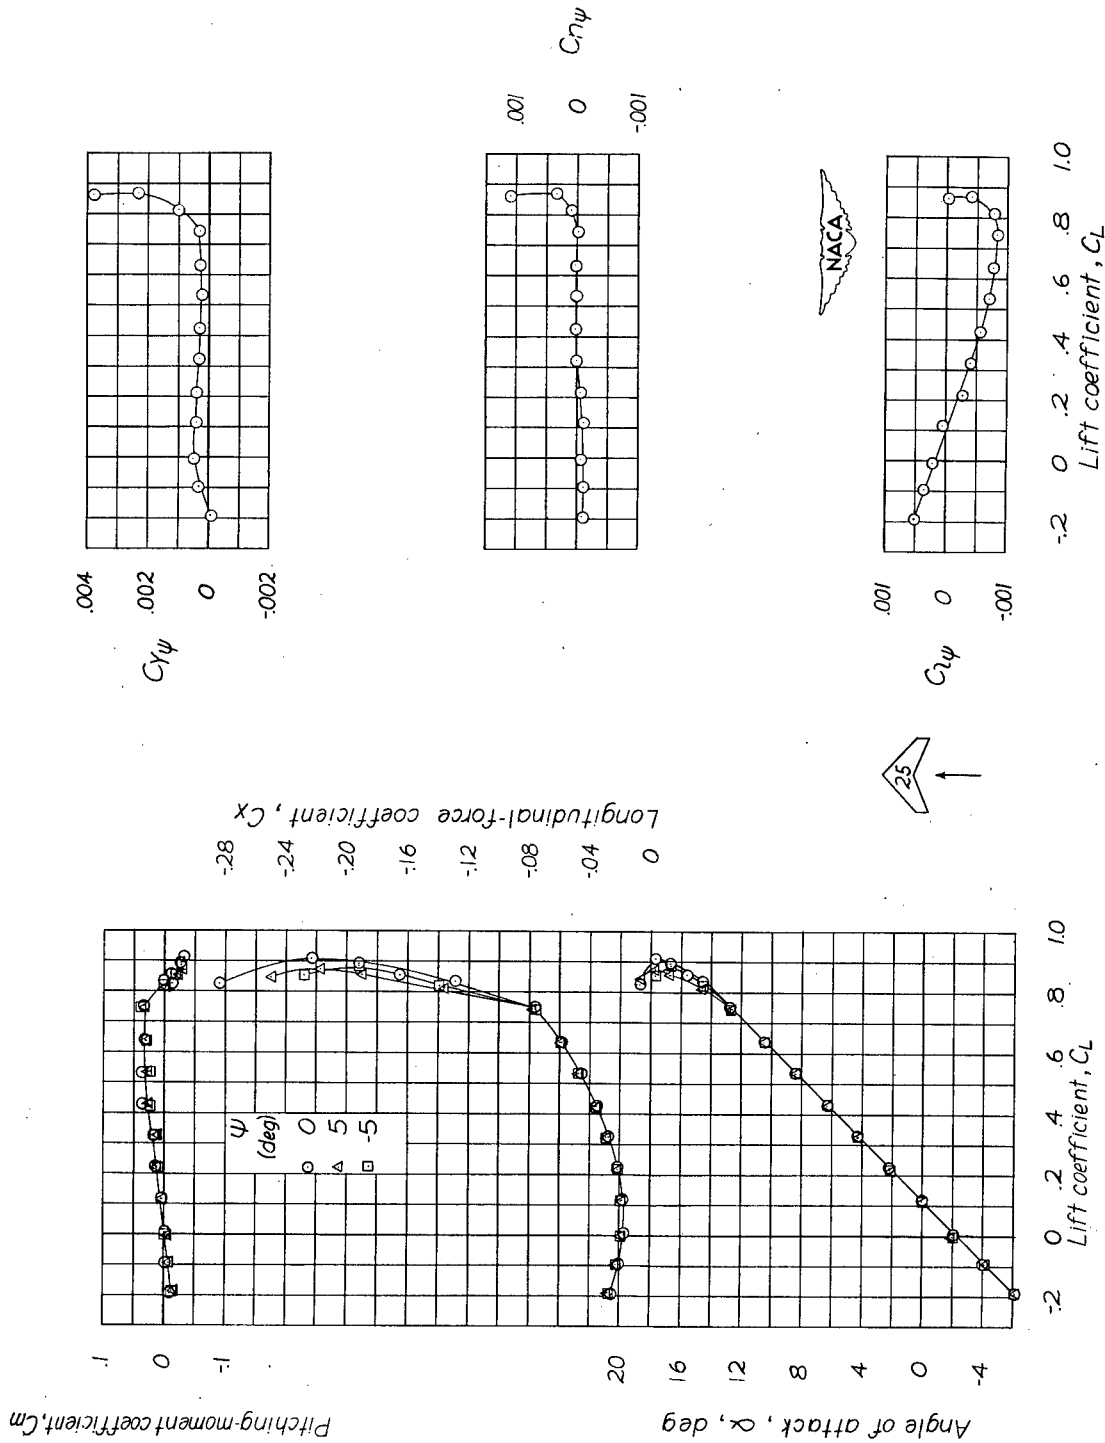 Pitching-moment coefficient, Cm
.1
0
-.1
Longitudinal-force coefficient, Cx
-.28
-.24
-.20
-.16
-.12
-.08
-.04
0
ψ
(deg)
0
5
-5
Angle of attack, α, deg
20
16
12
8
4
0
-4
-.2 0 .2 .4 .6 .8 1.0
Lift coefficient, CL
25
CYψ
.004
.002
0
-.002
Cnψ
.001
0
-.001
NACA
Clψ
.001
0
-.001
-.2 0 .2 .4 .6 .8 1.0
Lift coefficient, CL